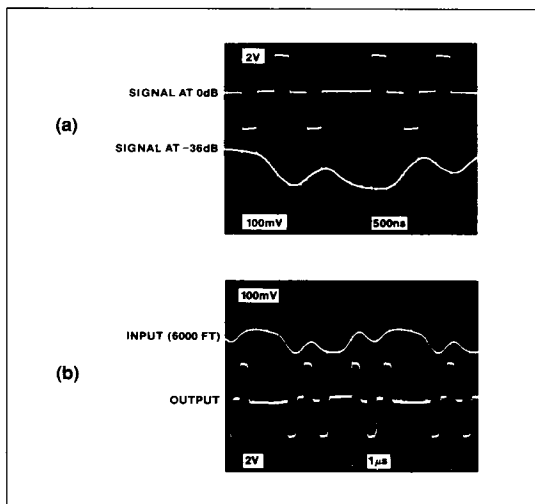 2V
SIGNAL AT 0dB
(a)
SIGNAL AT −36dB
100mV 500ns
100mV
INPUT (6000 FT)
(b)
OUTPUT
2V 1μs